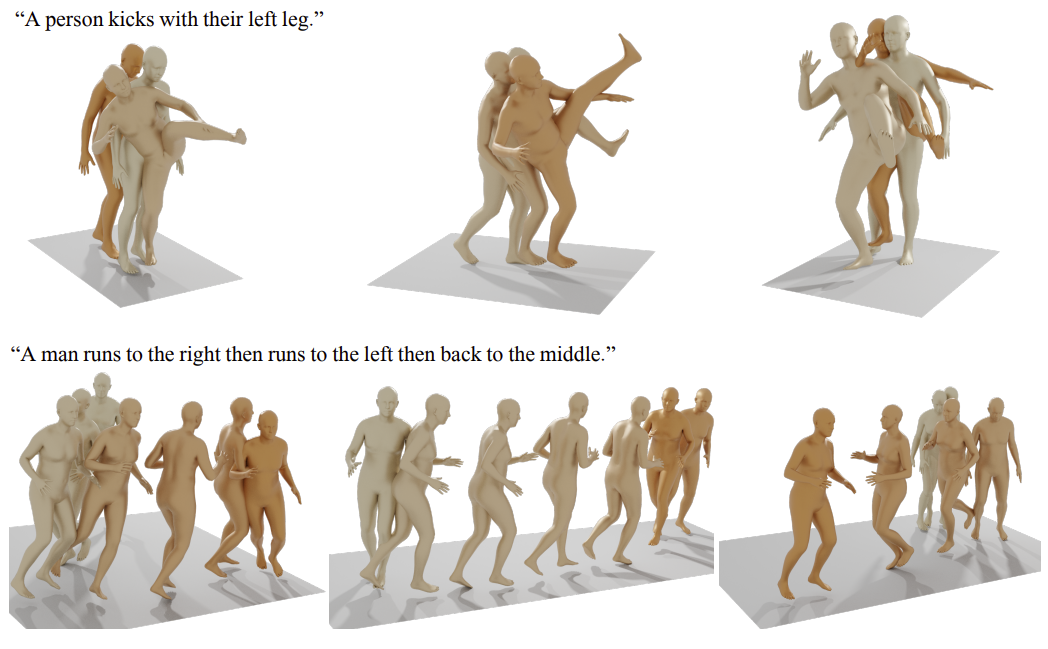 “A person kicks with their left leg.”
“A man runs to the right then runs to the left then back to the middle.”